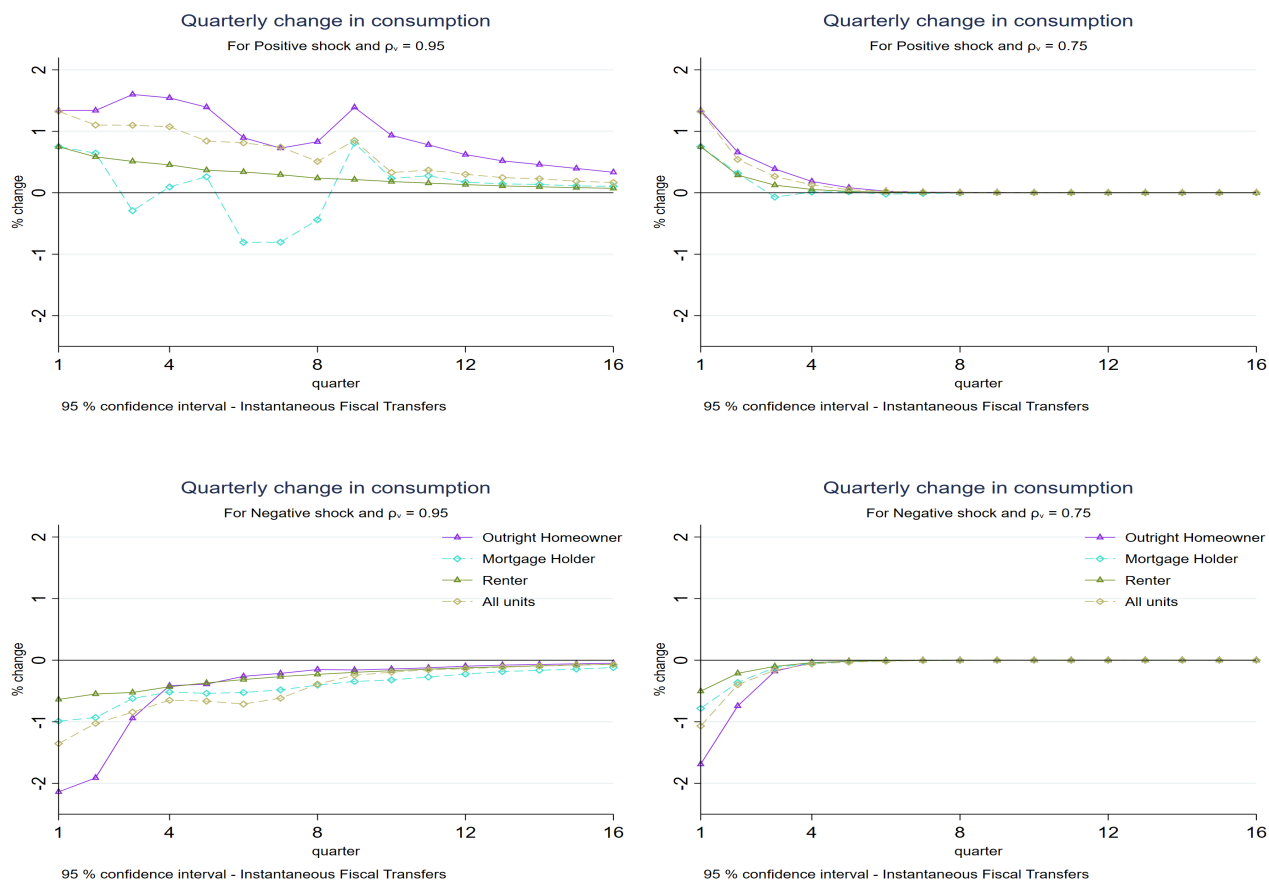 Quarterly change in consumption
For Positive shock and ρᵥ = 0.95
% change
2
1
0
-1
-2
1 4 8 12 16
quarter
95 % confidence interval - Instantaneous Fiscal Transfers
Quarterly change in consumption
For Positive shock and ρᵥ = 0.75
% change
2
1
0
-1
-2
1 4 8 12 16
quarter
95 % confidence interval - Instantaneous Fiscal Transfers
Quarterly change in consumption
For Negative shock and ρᵥ = 0.95
% change
2
1
0
-1
-2
Outright Homeowner
Mortgage Holder
Renter
All units
1 4 8 12 16
quarter
95 % confidence interval - Instantaneous Fiscal Transfers
Quarterly change in consumption
For Negative shock and ρᵥ = 0.75
% change
2
1
0
-1
-2
Outright Homeowner
Mortgage Holder
Renter
All units
1 4 8 12 16
quarter
95 % confidence interval - Instantaneous Fiscal Transfers